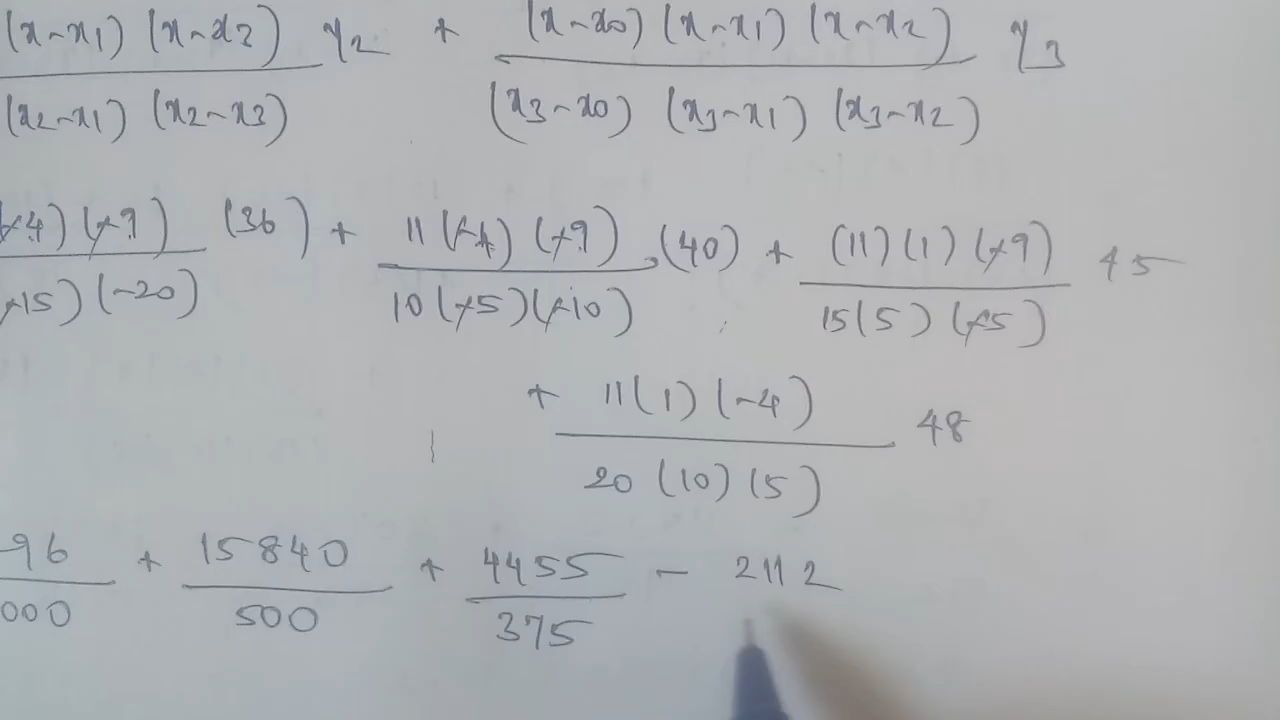 (x-x1) (x-x3) y2 + (x-x0) (x-x1) (x-x2) y3
(x2-x1) (x2-x3) (x3-x0) (x3-x1) (x3-x2)
-4) (-9) (36) + 11 (-4) (-9) (40) + (11) (1) (-9) 45
-15) (-20) 10 (-5) (-10) 15 (5) (-5)
+ 11 (1) (-4) 48
20 (10) (5)
96 + 15840 + 4455 - 2112
000 500 375